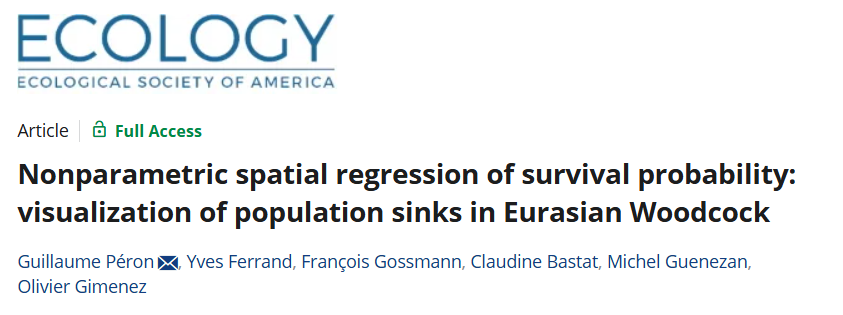 ECOLOGY
ECOLOGICAL SOCIETY OF AMERICA
Article Full Access
Nonparametric spatial regression of survival probability:
visualization of population sinks in Eurasian Woodcock
Guillaume Péron, Yves Ferrand, François Gossmann, Claudine Bastat, Michel Guenezan,
Olivier Gimenez